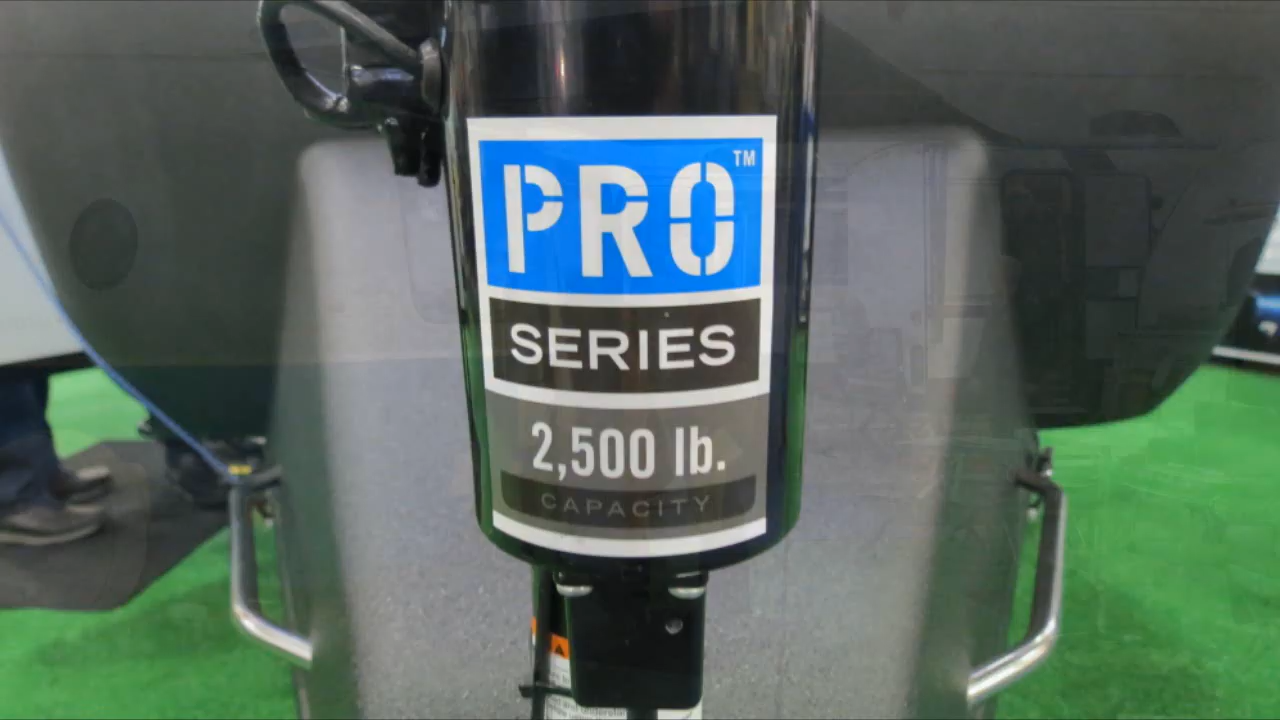 PRO™
SERIES
2,500 lb.
CAPACITY